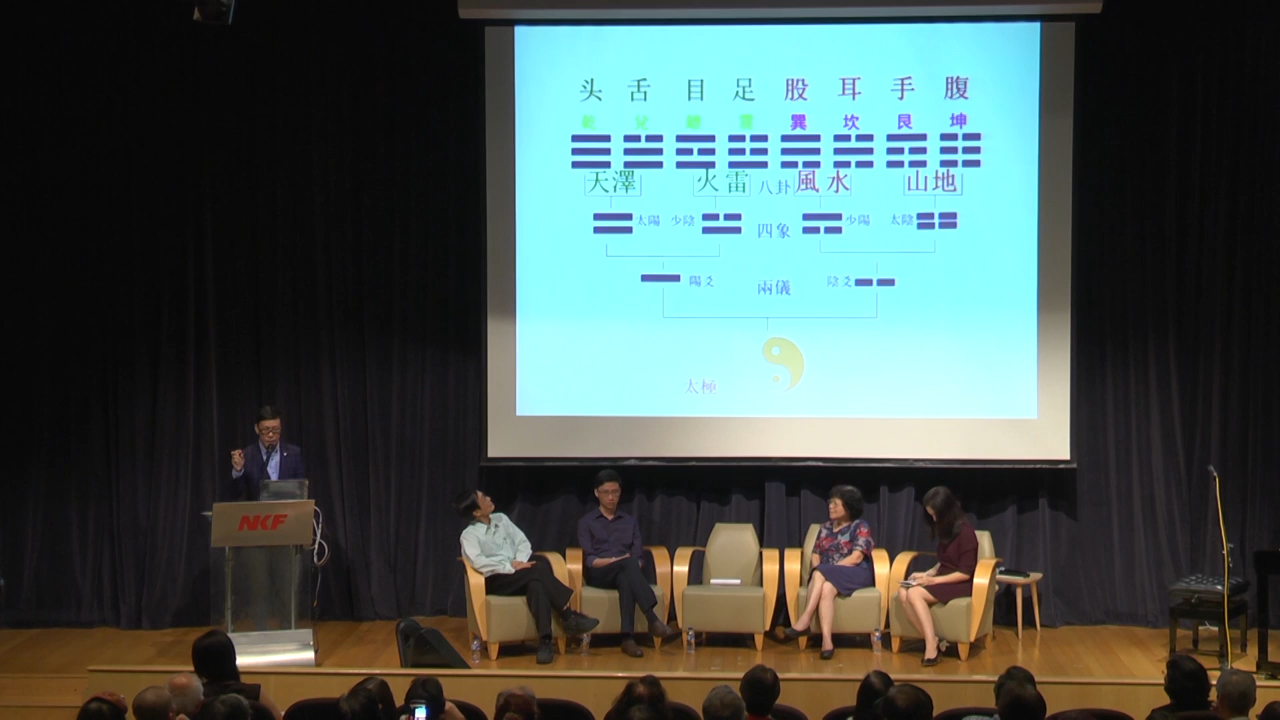 头 舌 目 足 股 耳 手 腹
乾 兌 離 震 巽 坎 艮 坤
天澤 火雷 八卦 風水 山地
太陽 少陰 四象 少陽 太陰
陽爻 兩儀 陰爻
太極
NKF